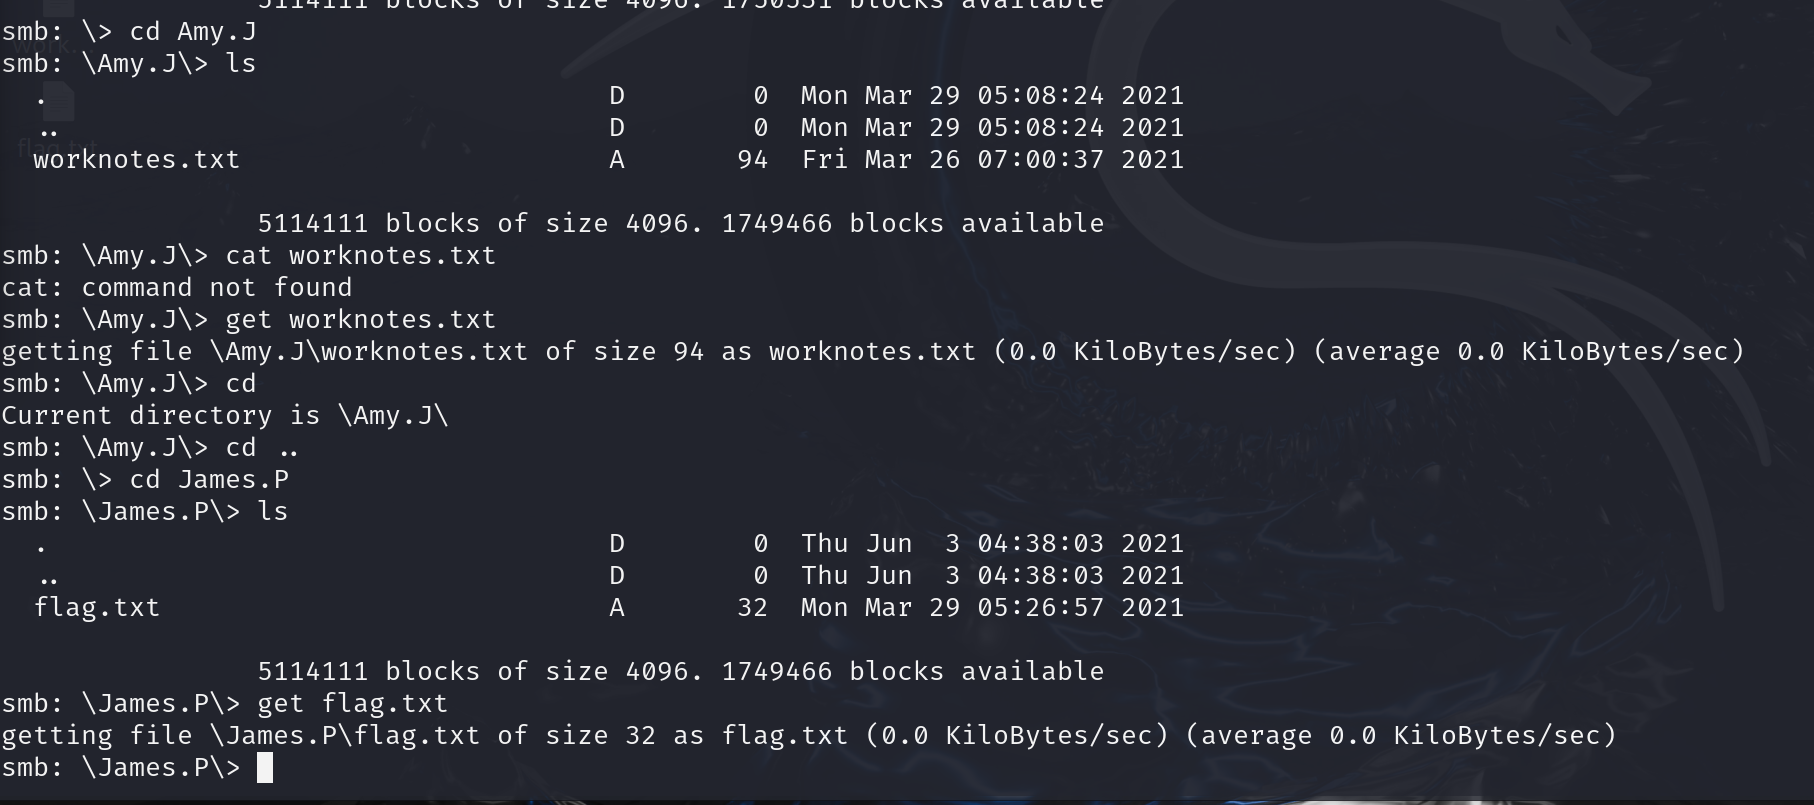 5114111 blocks of size 4096. 1750531 blocks available
smb: \> cd Amy.J
smb: \Amy.J\> ls
. D 0 Mon Mar 29 05:08:24 2021
.. D 0 Mon Mar 29 05:08:24 2021
worknotes.txt A 94 Fri Mar 26 07:00:37 2021
5114111 blocks of size 4096. 1749466 blocks available
smb: \Amy.J\> cat worknotes.txt
cat: command not found
smb: \Amy.J\> get worknotes.txt
getting file \Amy.J\worknotes.txt of size 94 as worknotes.txt (0.0 KiloBytes/sec) (average 0.0 KiloBytes/sec)
smb: \Amy.J\> cd
Current directory is \Amy.J\
smb: \Amy.J\> cd ..
smb: \> cd James.P
smb: \James.P\> ls
. D 0 Thu Jun 3 04:38:03 2021
.. D 0 Thu Jun 3 04:38:03 2021
flag.txt A 32 Mon Mar 29 05:26:57 2021
5114111 blocks of size 4096. 1749466 blocks available
smb: \James.P\> get flag.txt
getting file \James.P\flag.txt of size 32 as flag.txt (0.0 KiloBytes/sec) (average 0.0 KiloBytes/sec)
smb: \James.P\>
flag.txt